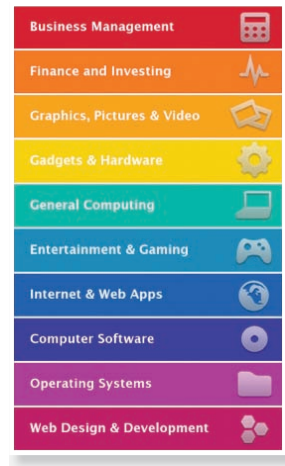 Business Management
Finance and Investing
Graphics, Pictures & Video
Gadgets & Hardware
General Computing
Entertainment & Gaming
Internet & Web Apps
Computer Software
Operating Systems
Web Design & Development